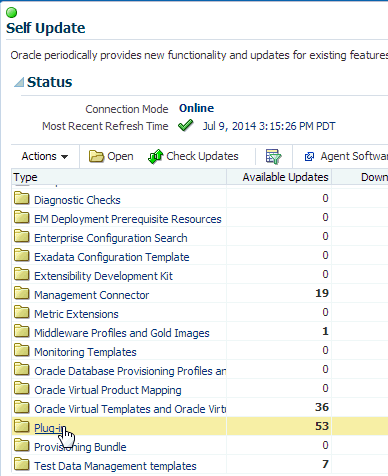 Self Update
Oracle periodically provides new functionality and updates for existing features
Status
Connection Mode Online
Most Recent Refresh Time Jul 9, 2014 3:15:26 PM PDT
Actions Open Check Updates Agent Softwa
Type Available Updates Down
Diagnostic Checks 0
EM Deployment Prerequisite Resources 0
Enterprise Configuration Search 0
Exadata Configuration Template 0
Extensibility Development Kit 0
Management Connector 19
Metric Extensions 0
Middleware Profiles and Gold Images 1
Monitoring Templates 0
Oracle Database Provisioning Profiles an 0
Oracle Virtual Product Mapping 0
Oracle Virtual Templates and Oracle Virtu 36
Plug-i 53
Provisioning Bundle 0
Test Data Management templates 7